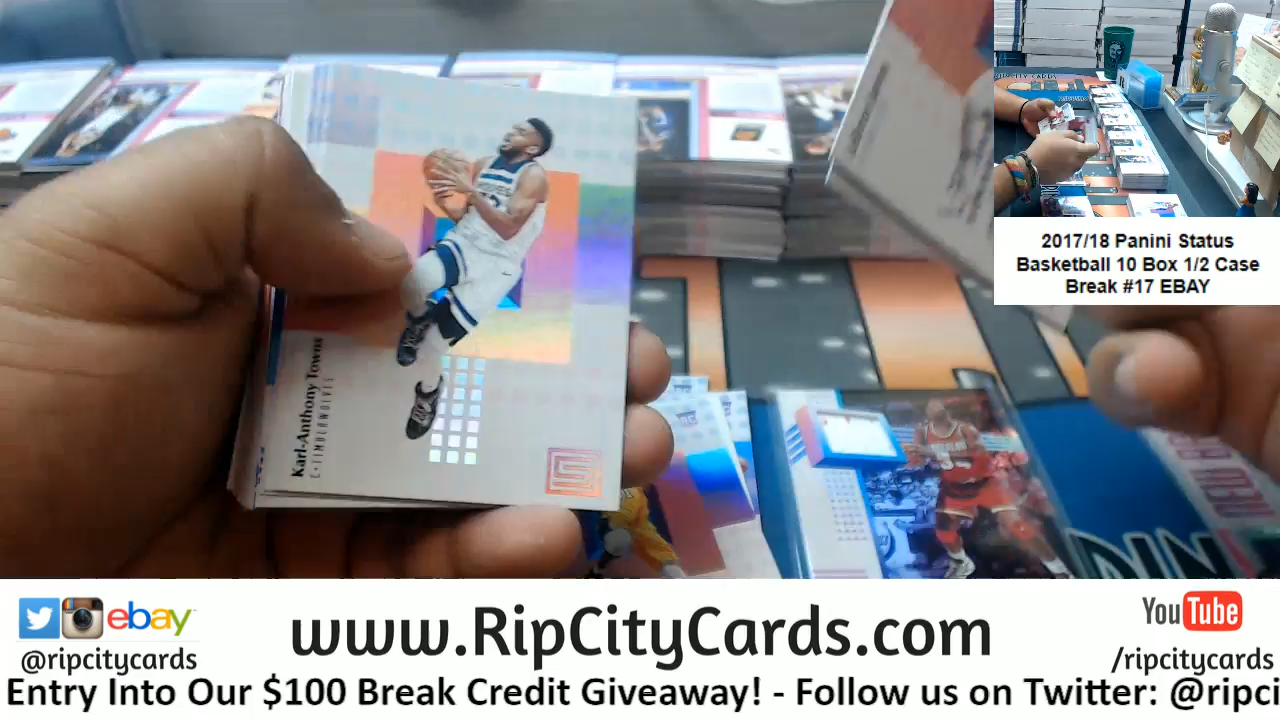 Karl-Anthony Towns
C•TIMBERWOLVES
2017/18 Panini Status
Basketball 10 Box 1/2 Case
Break #17 EBAY
ebay
@ripcitycards
www.RipCityCards.com
YouTube
/ripcitycards
Entry Into Our $100 Break Credit Giveaway! - Follow us on Twitter: @ripci